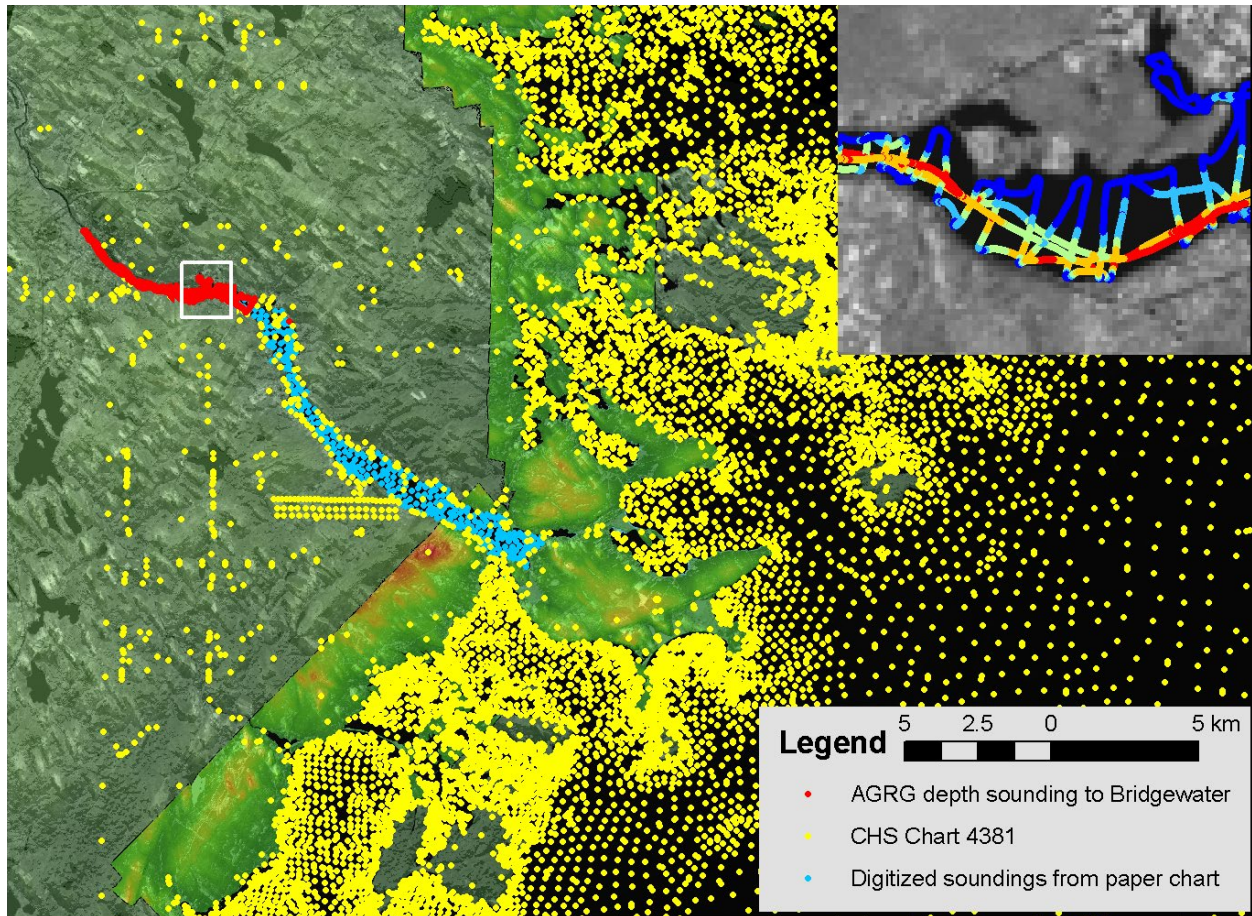 Legend
5 2.5 0 5 km
AGRG depth sounding to Bridgewater
CHS Chart 4381
Digitized soundings from paper chart